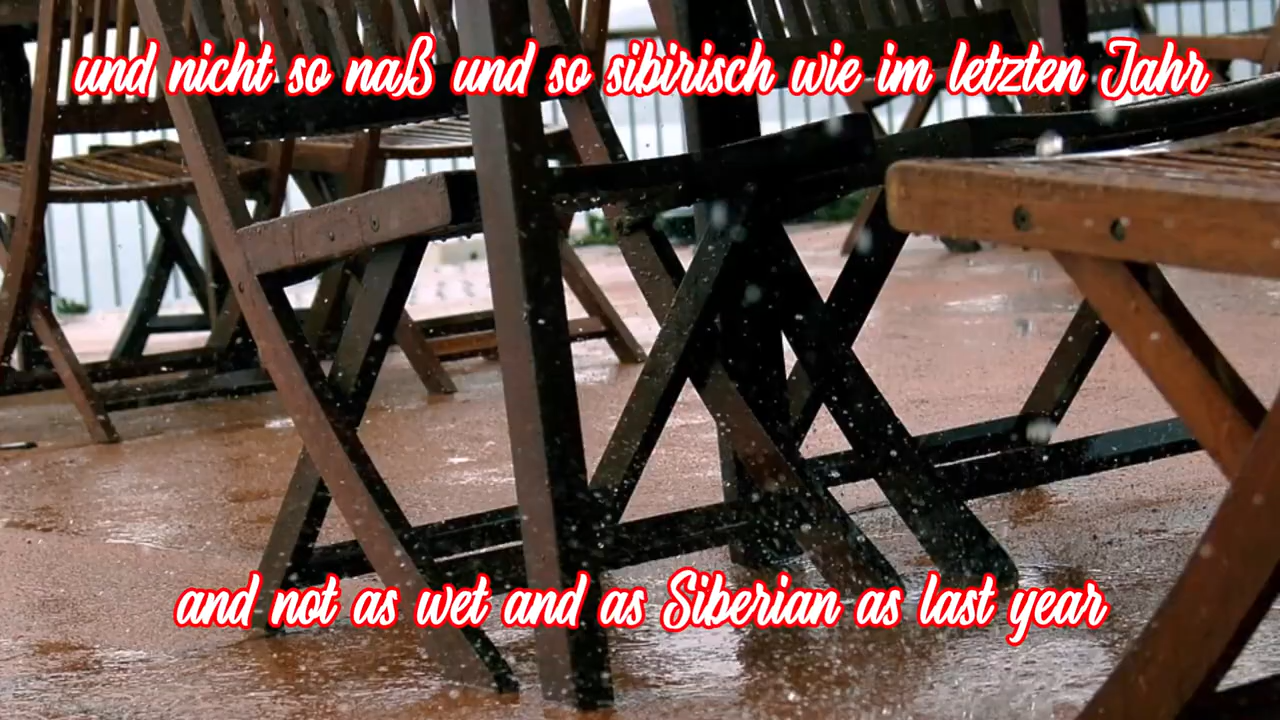 und nicht so naß und so sibirisch wie im letzten Jahr
and not as wet and as Siberian as last year